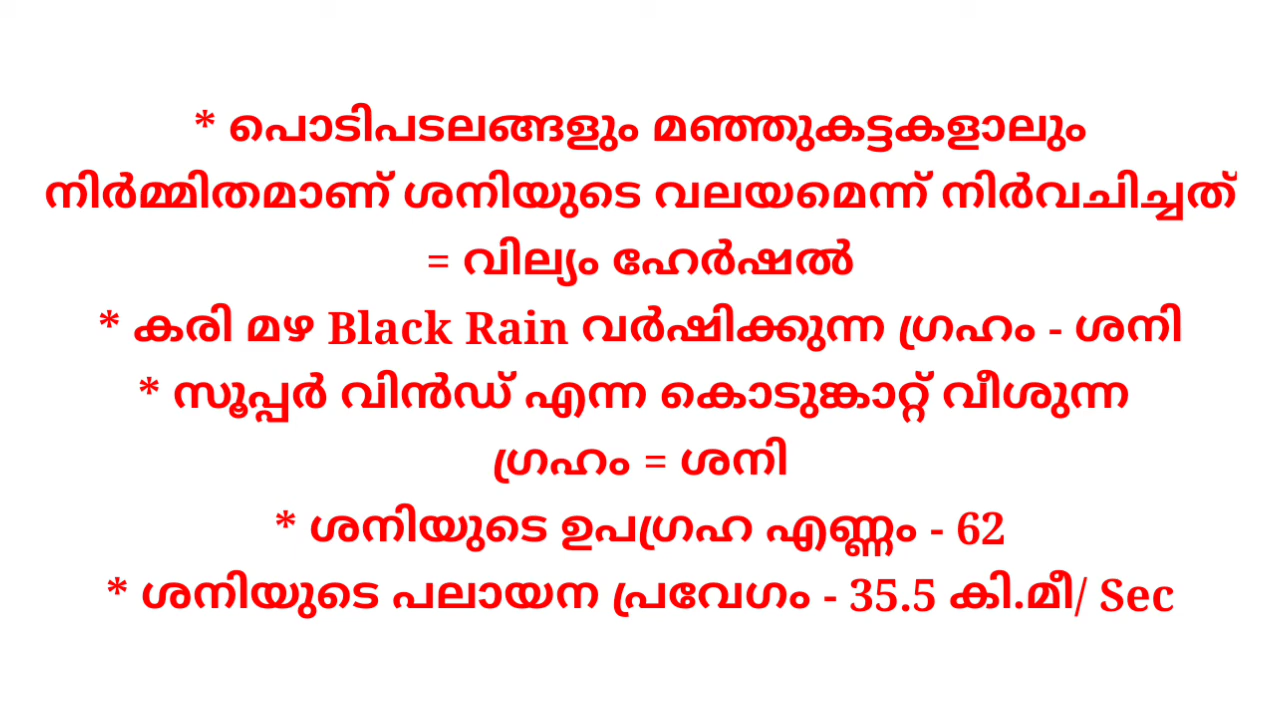 * പൊടിപടലങ്ങളും മഞ്ഞുകട്ടകളാലും
നിർമ്മിതമാണ് ശനിയുടെ വലയമെന്ന് നിർവചിച്ചത്
= വില്യം ഹേർഷൽ
* കരി മഴ Black Rain വർഷിക്കുന്ന ഗ്രഹം - ശനി
* സൂപ്പർ വിൻഡ് എന്ന കൊടുങ്കാറ്റ് വീശുന്ന
ഗ്രഹം = ശനി
* ശനിയുടെ ഉപഗ്രഹ എണ്ണം - 62
* ശനിയുടെ പലായന പ്രവേഗം - 35.5 കി.മീ/ Sec